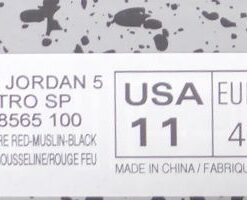 JORDAN 5
TRO SP
8565 100
RE RED-MUSLIN-BLACK
OUSSELINE/ROUGE FEU
USA
11
EU
4
MADE IN CHINA / FABRIQU